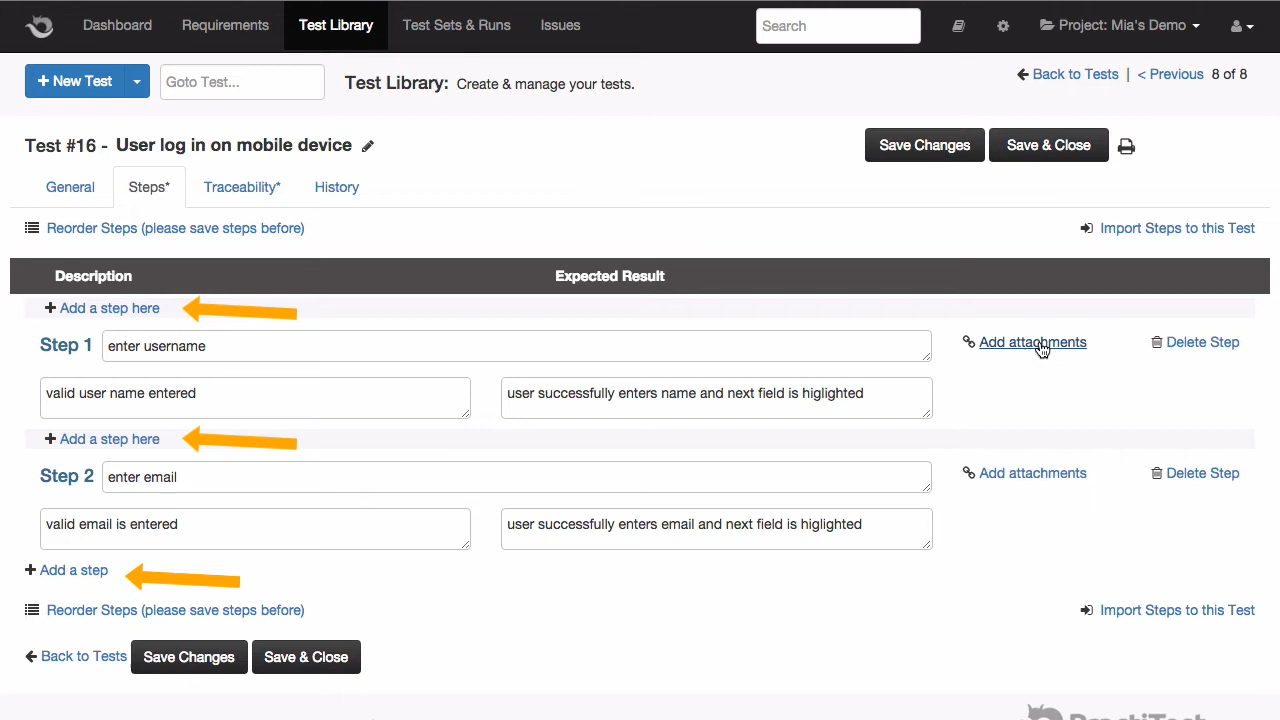 Dashboard Requirements Test Library Test Sets & Runs Issues Search Project: Mia's Demo
+ New Test Goto Test... Test Library: Create & manage your tests. Back to Tests | < Previous 8 of 8
Test #16 - User log in on mobile device Save Changes Save & Close
General Steps* Traceability* History
Reorder Steps (please save steps before) Import Steps to this Test
Description Expected Result
+ Add a step here
Step 1 enter username Add attachments Delete Step
valid user name entered user successfully enters name and next field is higlighted
+ Add a step here
Step 2 enter email Add attachments Delete Step
valid email is entered user successfully enters email and next field is higlighted
+ Add a step
Reorder Steps (please save steps before) Import Steps to this Test
Back to Tests Save Changes Save & Close